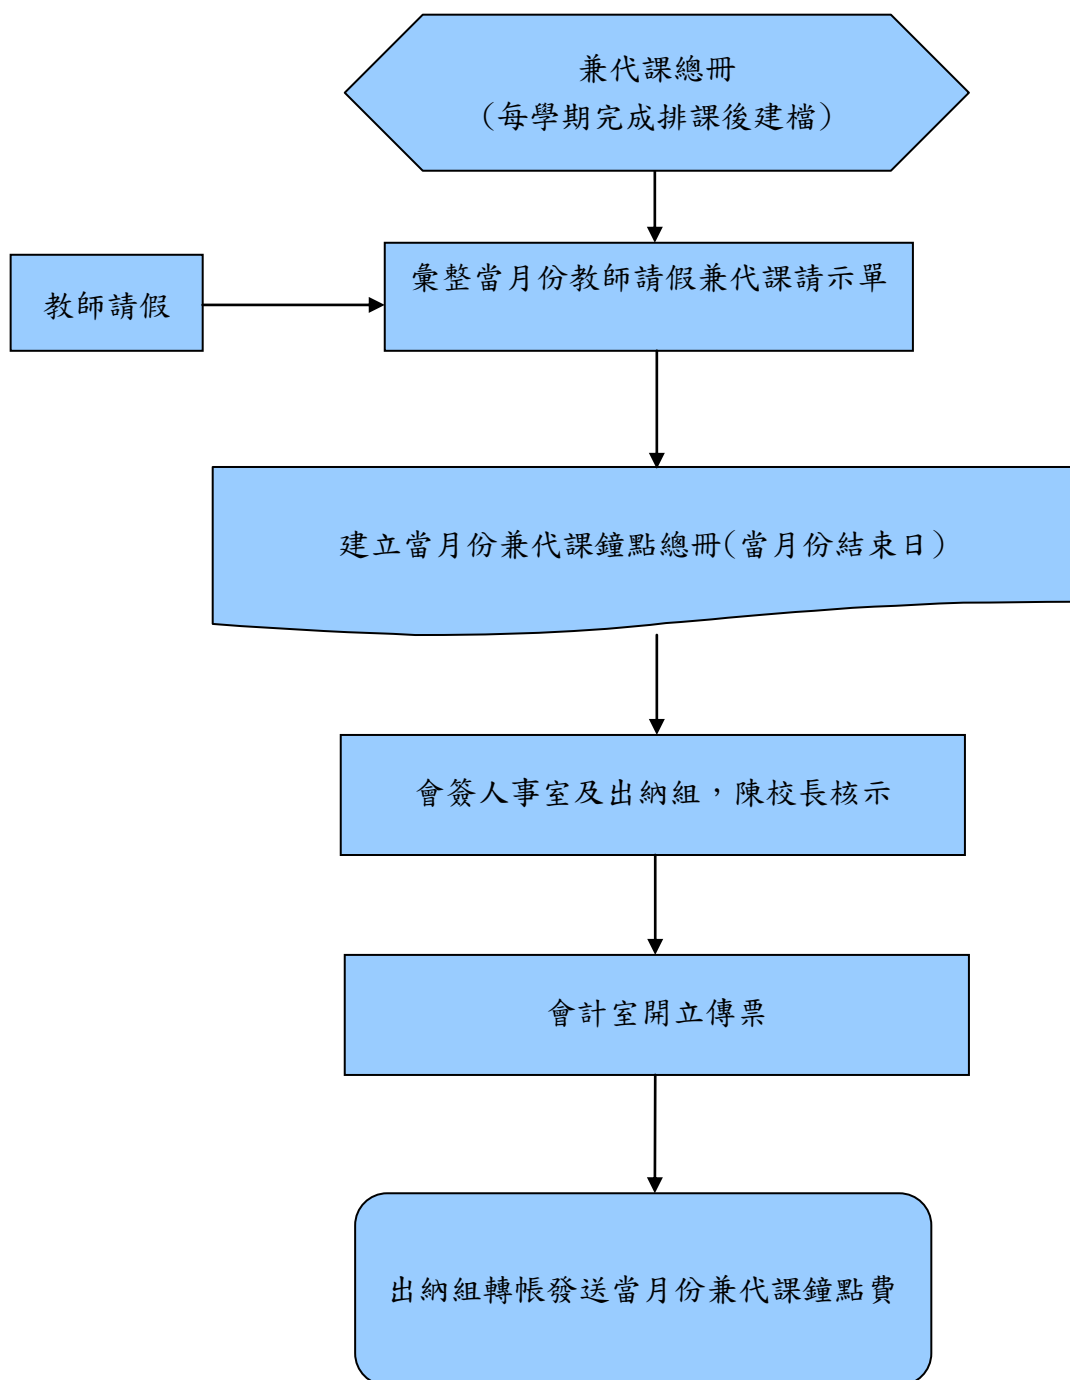 兼代課總冊
(每學期完成排課後建檔)
教師請假
彙整當月份教師請假兼代課請示單
建立當月份兼代課鐘點總冊(當月份結束日)
會簽人事室及出納組，陳校長核示
會計室開立傳票
出納組轉帳發送當月份兼代課鐘點費